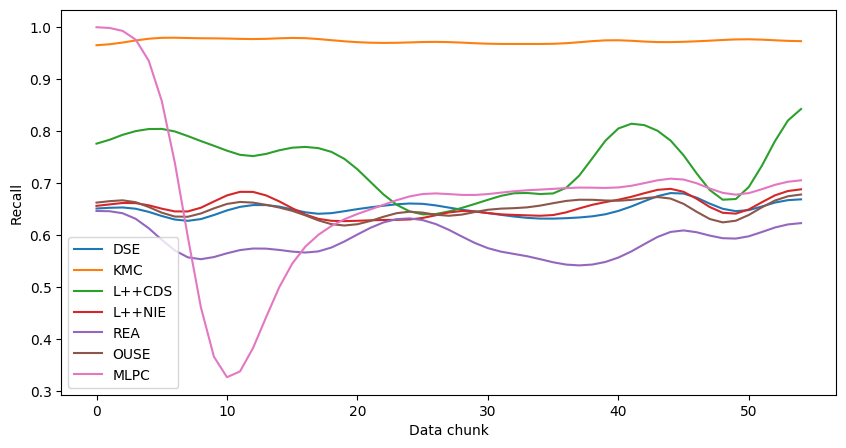 1.0
0.9
0.8
0.7
0.6
0.5
0.4
0.3
Recall
DSE
KMC
L++CDS
L++NIE
REA
OUSE
MLPC
0 10 20 30 40 50
Data chunk